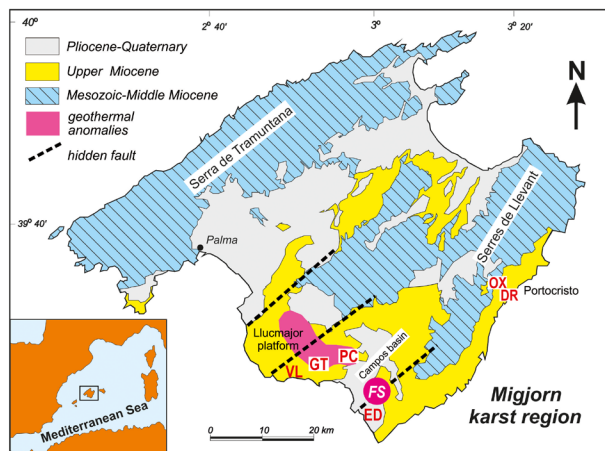 40°
2° 40'
3°
3° 20'
Pliocene-Quaternary
Upper Miocene
Mesozoic-Middle Miocene
geothermal
anomalies
hidden fault
N
Serra de Tramuntana
Serres de Llevant
39° 40'
Palma
OX
DR
Portocristo
Llucmajor
platform
Campos basin
VL
GT
PC
FS
ED
Migjorn
karst region
Mediterranean Sea
0
10
20 km